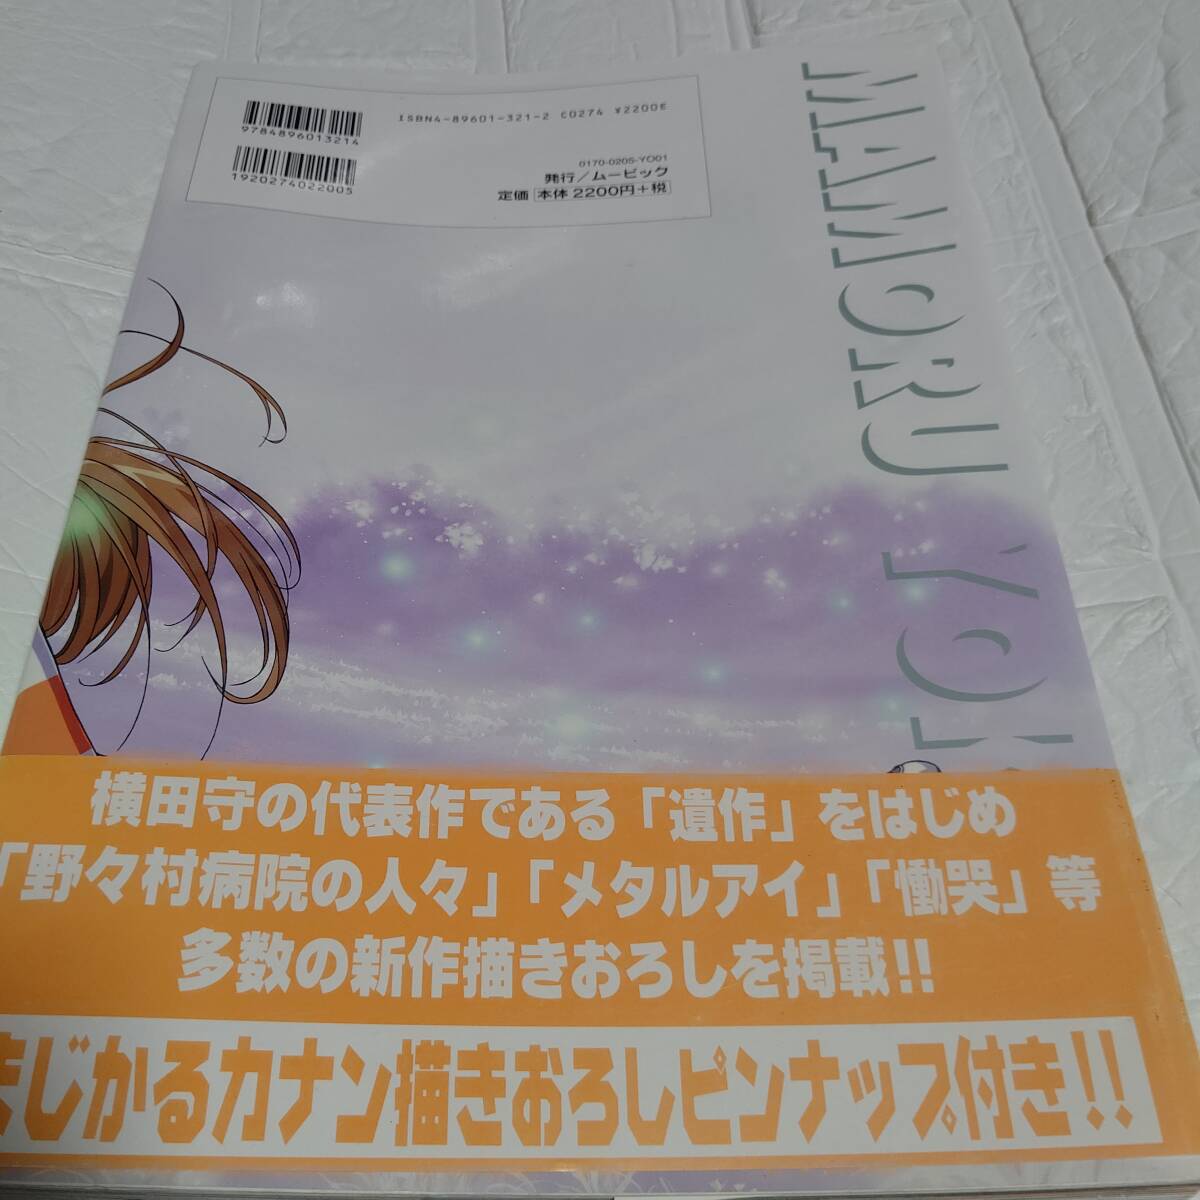 ISBN4-89601-321-2 C0274 ¥2200E
9784896013214
1920274022005
0170-0205-YO01
発行／ムービック
定価 本体2200円+税
MAMORU YO
横田守の代表作である「遺作」をはじめ
「野々村病院の人々」「メタルアイ」「慟哭」等
多数の新作描きおろしを掲載!!
まじかるカナン描きおろしピンナップ付き!!